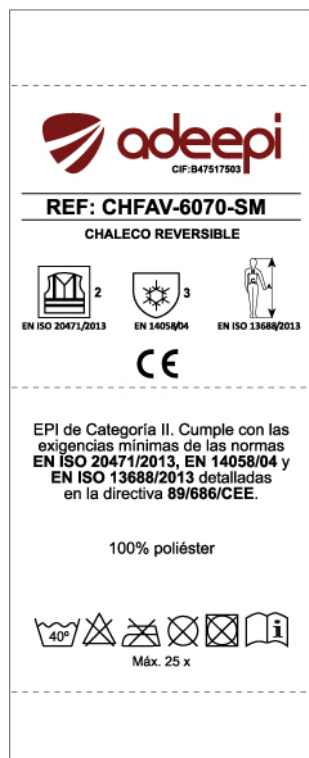 adeepi
CIF:B47517503
REF: CHFAV-6070-SM
CHALECO REVERSIBLE
2
3
EN ISO 20471/2013
EN 14058/04
EN ISO 13688/2013
CE
EPI de Categoría II. Cumple con las
exigencias mínimas de las normas
EN ISO 20471/2013, EN 14058/04 y
EN ISO 13688/2013 detalladas
en la directiva 89/686/CEE.
100% poliéster
40º
i
Máx. 25 x